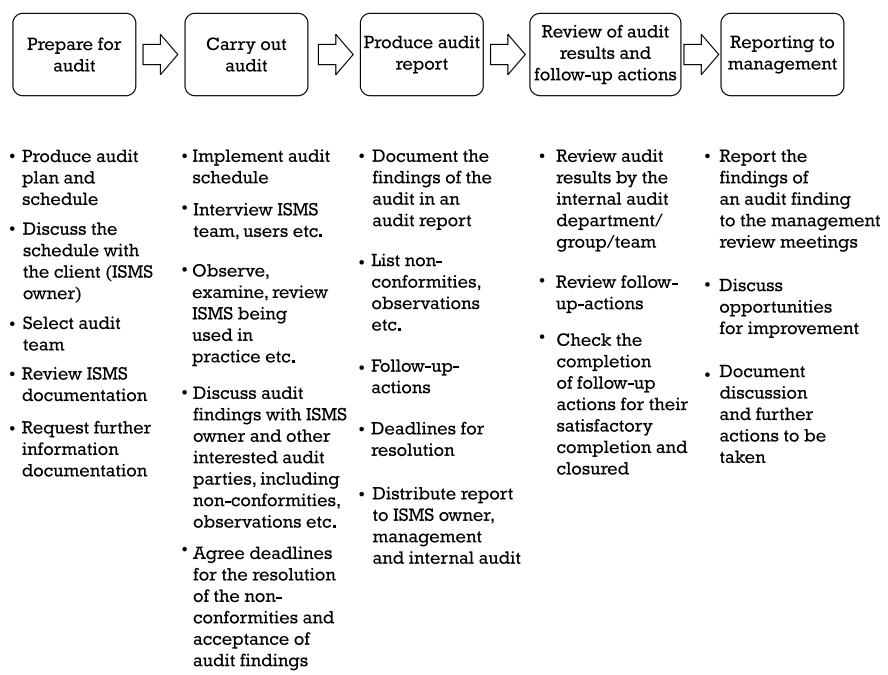 Prepare for
audit
Carry out
audit
Produce audit
report
Review of audit
results and
follow-up actions
Reporting to
management
• Produce audit
plan and
schedule
• Discuss the
schedule with
the client (ISMS
owner)
• Select audit
team
• Review ISMS
documentation
• Request further
information
documentation
• Implement audit
schedule
• Interview ISMS
team, users etc.
• Observe,
examine, review
ISMS being
used in
practice etc.
• Discuss audit
findings with ISMS
owner and other
interested audit
parties, including
non-conformities,
observations etc.
• Agree deadlines
for the resolution
of the non-
conformities and
acceptance of
audit findings
• Document the
findings of the
audit in an
audit report
• List non-
conformities,
observations
etc.
• Follow-up-
actions
• Deadlines for
resolution
• Distribute report
to ISMS owner,
management
and internal audit
• Review audit
results by the
internal audit
department/
group/team
• Review follow-
up-actions
• Check the
completion
of follow-up
actions for their
satisfactory
completion and
closured
• Report the
findings of
an audit finding
to the management
review meetings
• Discuss
opportunities
for improvement
• Document
discussion
and further
actions to be
taken